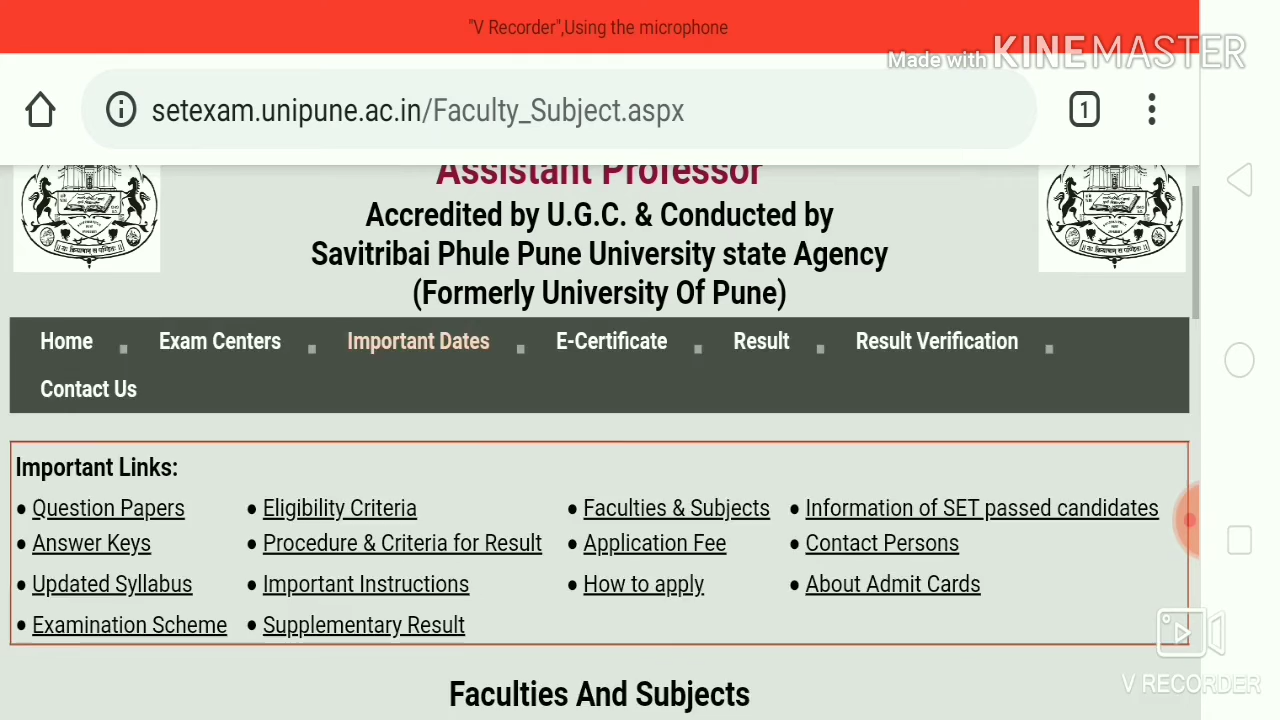 "V Recorder",Using the microphone
Made with KINEMASTER
setexam.unipune.ac.in/Faculty_Subject.aspx
1
Assistant Professor
Accredited by U.G.C. & Conducted by
Savitribai Phule Pune University state Agency
(Formerly University Of Pune)
Home Exam Centers Important Dates E-Certificate Result Result Verification
Contact Us
Important Links:
• Question Papers • Eligibility Criteria • Faculties & Subjects • Information of SET passed candidates
• Answer Keys • Procedure & Criteria for Result • Application Fee • Contact Persons
• Updated Syllabus • Important Instructions • How to apply • About Admit Cards
• Examination Scheme • Supplementary Result
V RECORDER
Faculties And Subjects